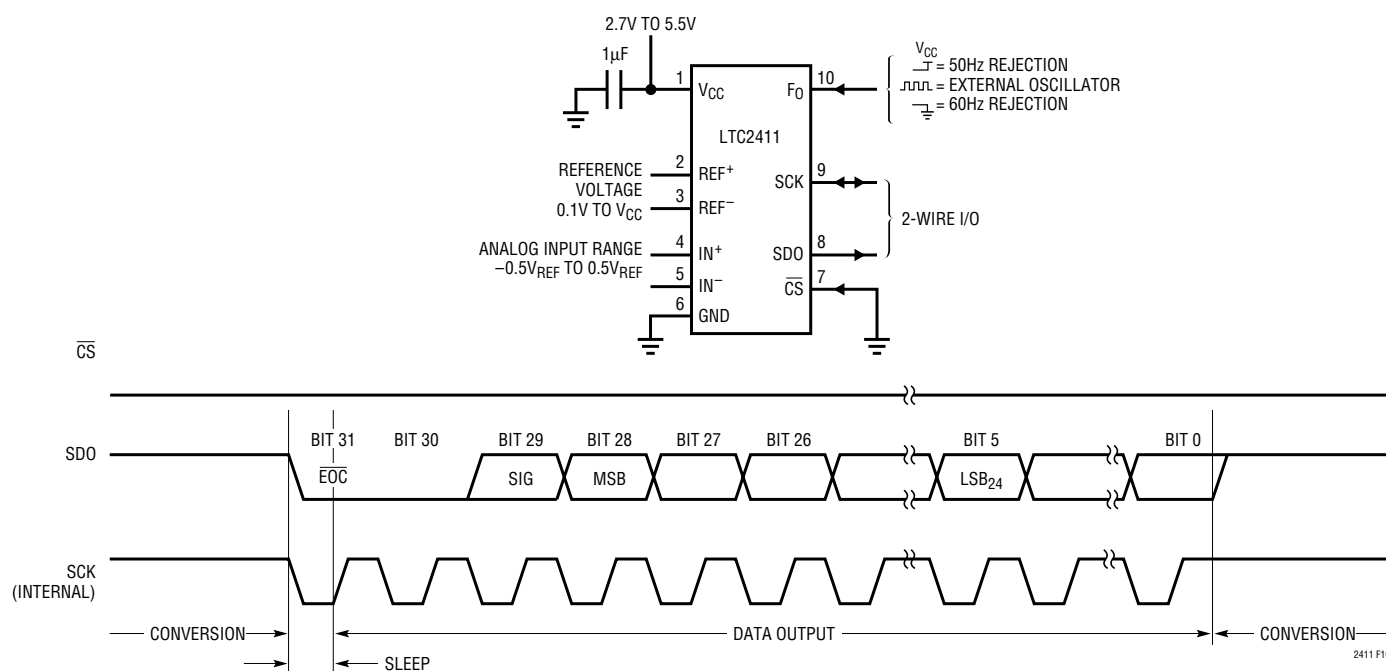 2.7V TO 5.5V
1µF
VCC
= 50Hz REJECTION
= EXTERNAL OSCILLATOR
= 60Hz REJECTION
1
VCC
FO
10
LTC2411
REFERENCE
VOLTAGE
0.1V TO VCC
2
REF+
3
REF–
SCK
9
2-WIRE I/O
ANALOG INPUT RANGE
–0.5VREF TO 0.5VREF
4
IN+
5
IN–
SDO
8
CS
7
6
GND
CS
SDO
BIT 31
BIT 30
BIT 29
BIT 28
BIT 27
BIT 26
BIT 5
BIT 0
EOC
SIG
MSB
LSB24
SCK
(INTERNAL)
CONVERSION
DATA OUTPUT
CONVERSION
SLEEP